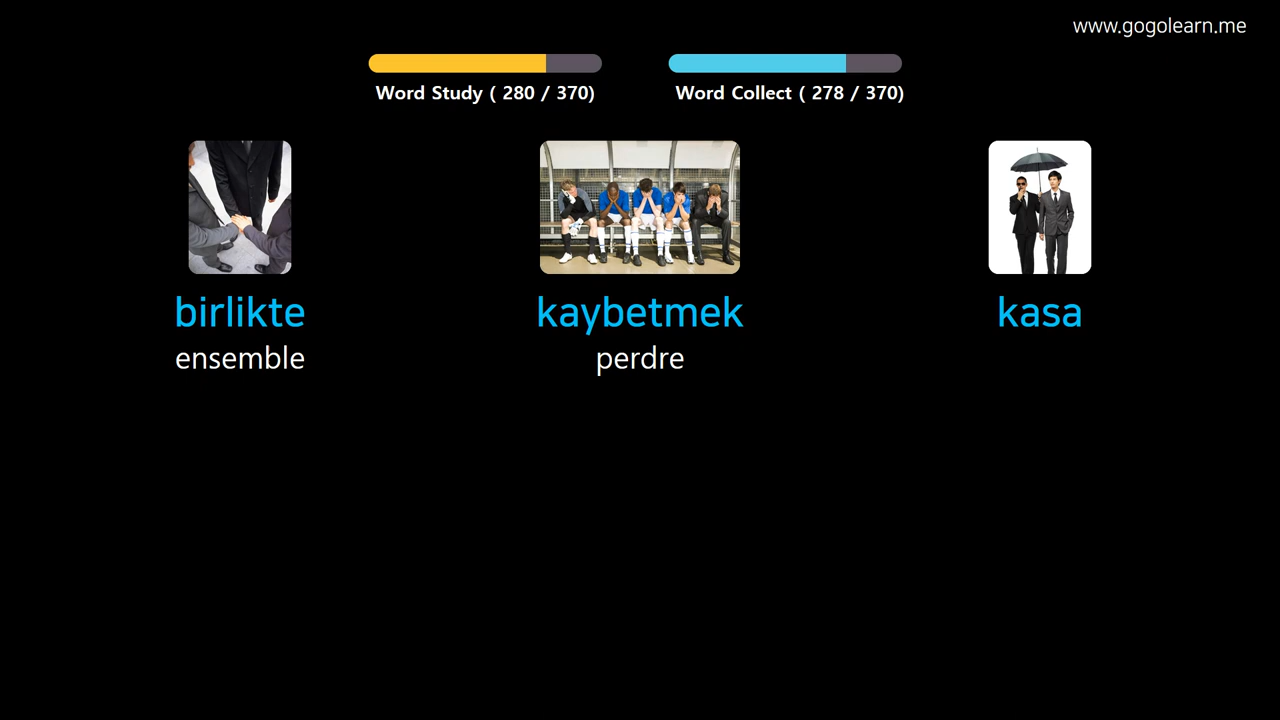 www.gogolearn.me
Word Study ( 280 / 370)
Word Collect ( 278 / 370)
birlikte
ensemble
kaybetmek
perdre
kasa